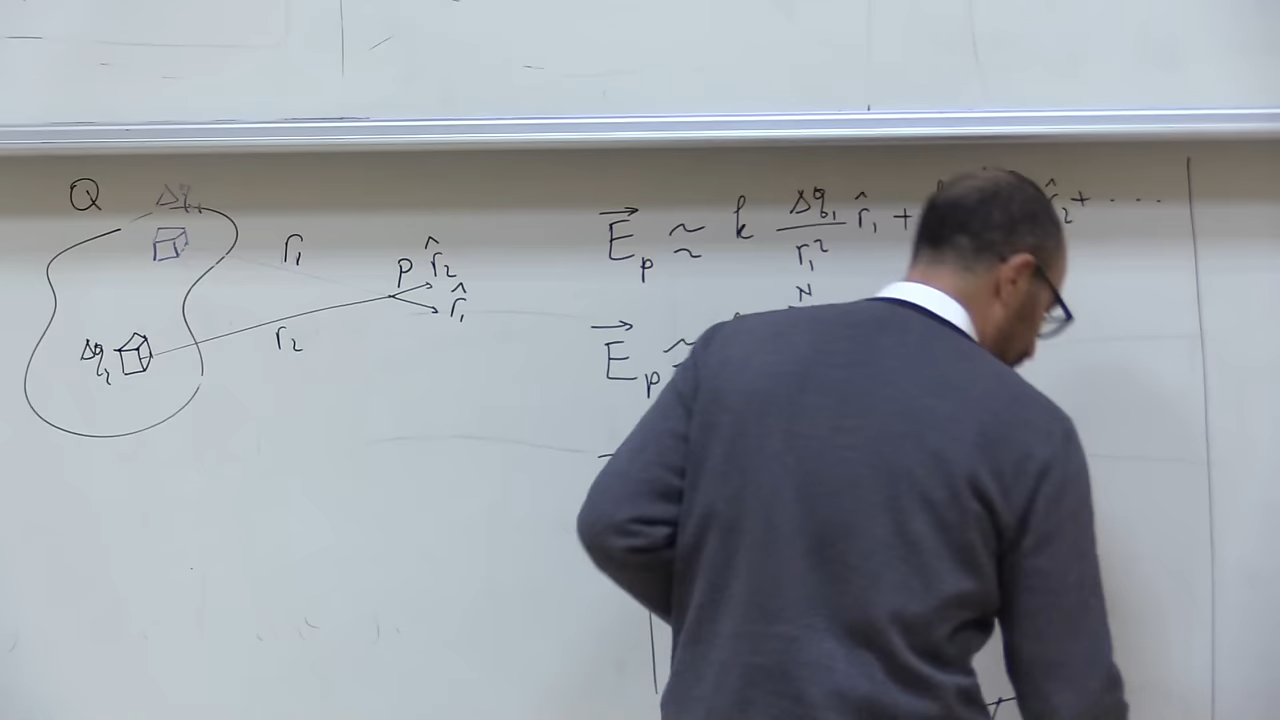 Q
Δq₁
r₁
P r̂₂
r̂₁
r₂
Δq₂
E⃗ₚ ≈ k Δq₁/r₁² r̂₁ + r̂₂ + ...
N
E⃗ₚ